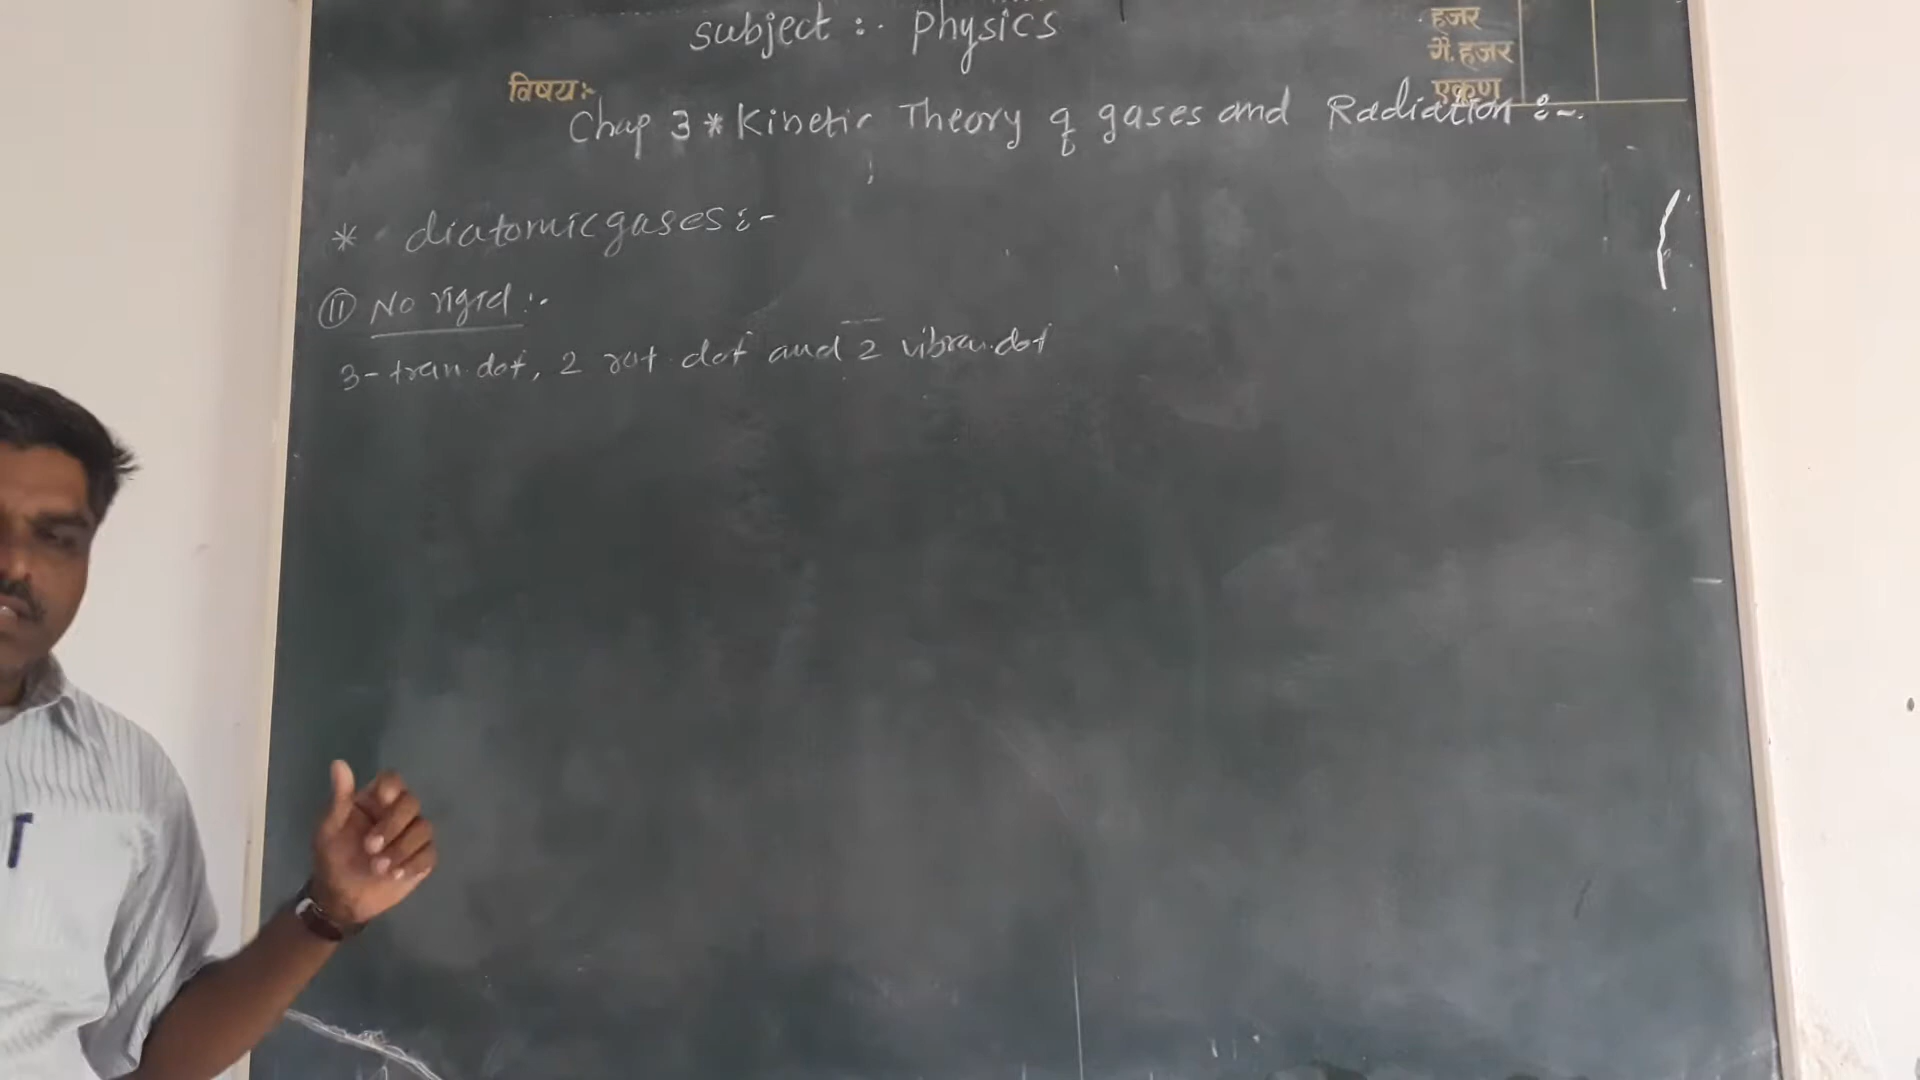 subject :- physics
हजर
गै. हजर
एकूण
विषय:-
Chap 3 * Kinetic Theory of gases and Radiation :-
* diatomic gases :-
II No rigid :-
3 - tran. dof, 2 rot dof and 2 vibra. dof